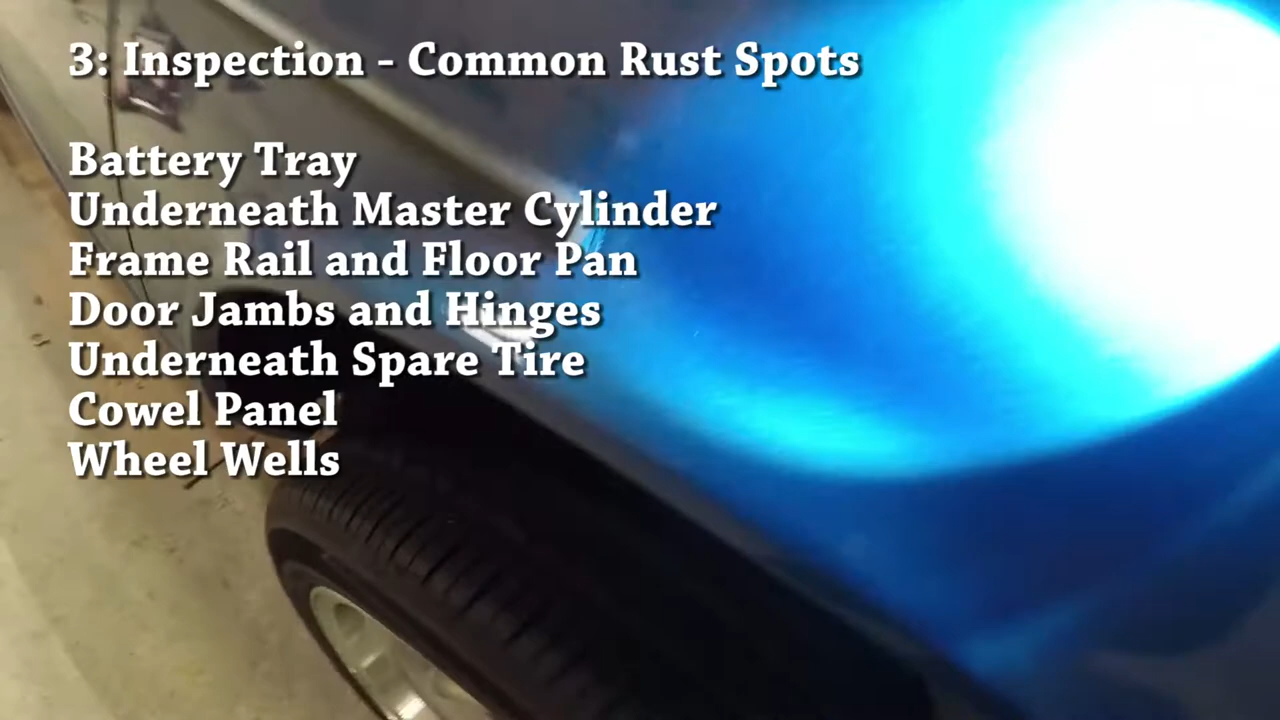 3: Inspection - Common Rust Spots
Battery Tray
Underneath Master Cylinder
Frame Rail and Floor Pan
Door Jambs and Hinges
Underneath Spare Tire
Cowel Panel
Wheel Wells